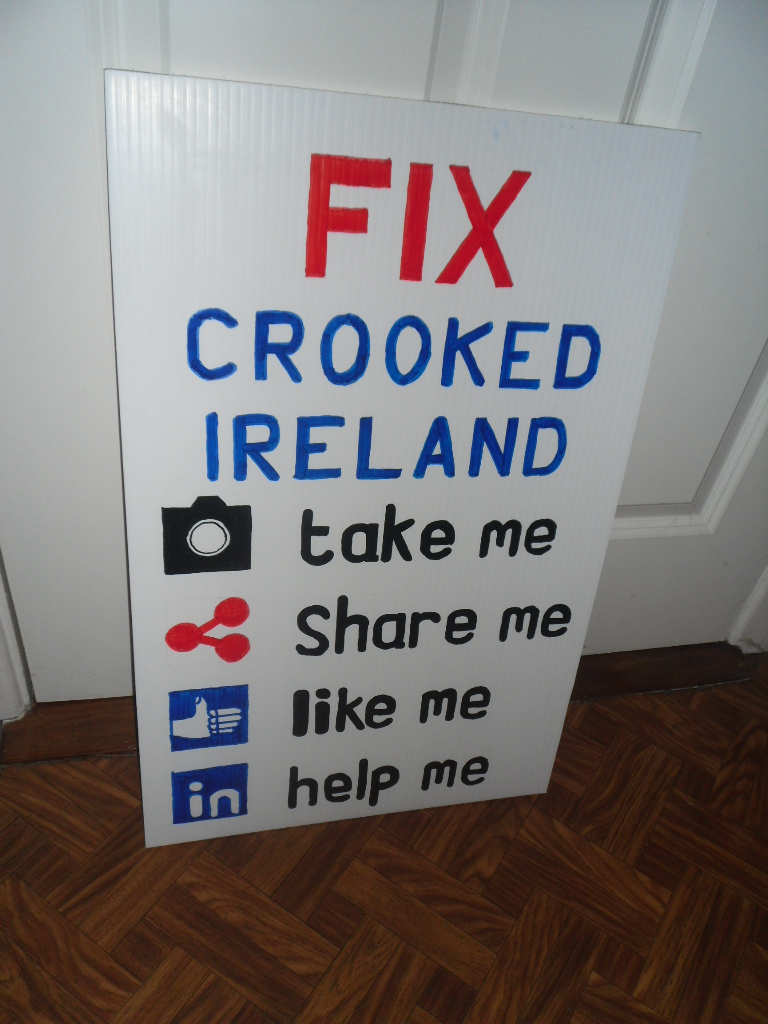 FIX
CROOKED
IRELAND
take me
Share me
like me
in help me